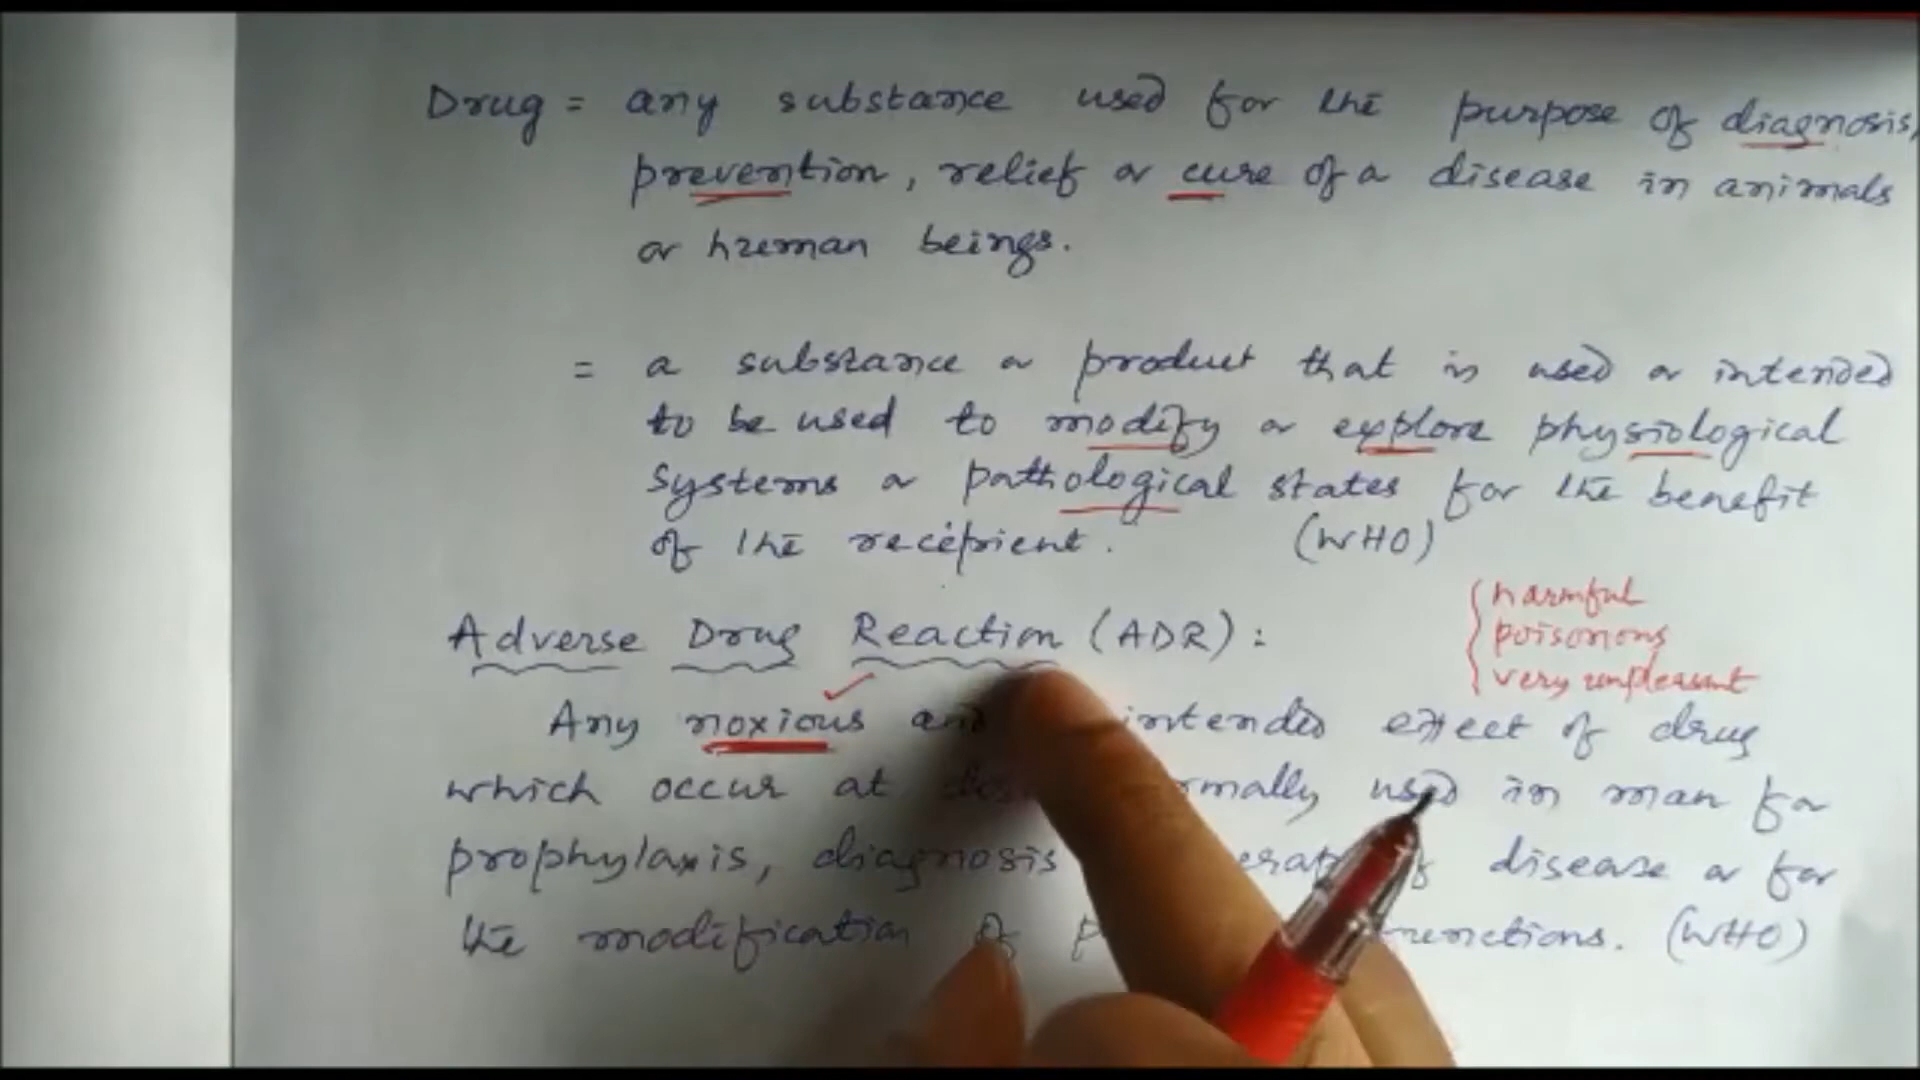 Drug = any substance used for the purpose of diagnosis,
prevention, relief or cure of a disease in animals
or human beings.
= a substance or product that is used or intended
to be used to modify or explore physiological
systems or pathological states for the benefit
of the recepient. (WHO)
{ harmful
poisonous
very unpleasant
Adverse Drug Reaction (ADR):
Any noxious and intended effect of drug
which occur at used in man for
prophylaxis, diagnosis disease or for
the modification of (WHO)